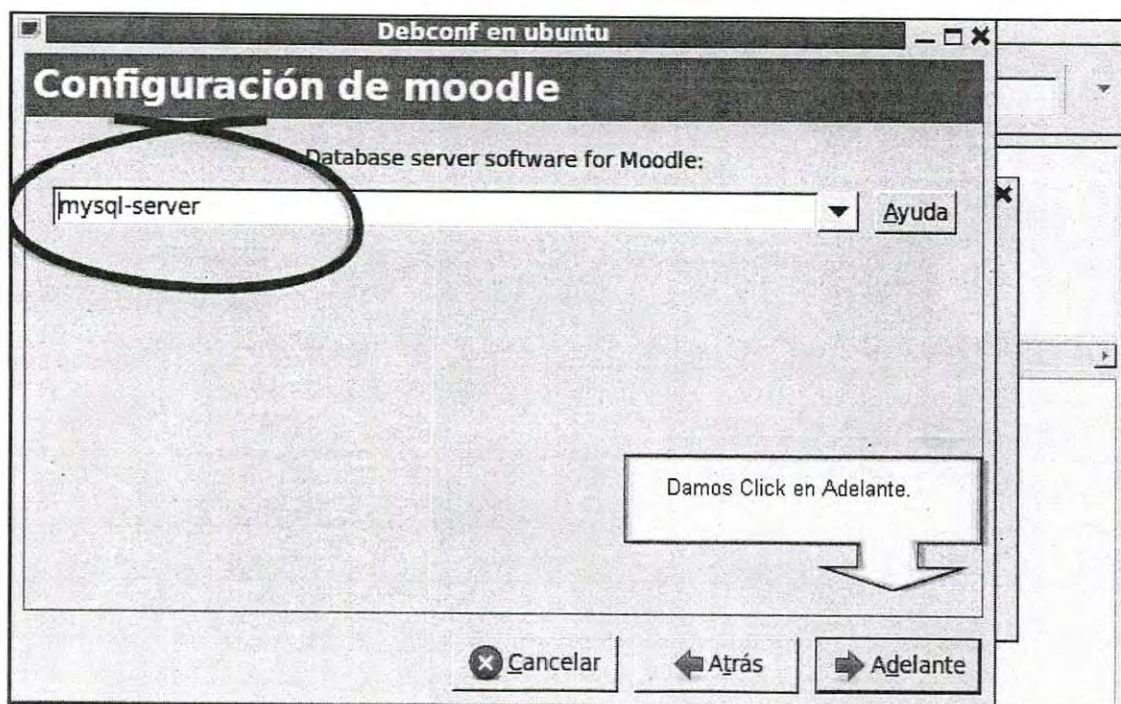 Debconf en ubuntu
Configuración de moodle
Database server software for Moodle:
mysql-server
Ayuda
Damos Click en Adelante.
Cancelar
Atrás
Adelante